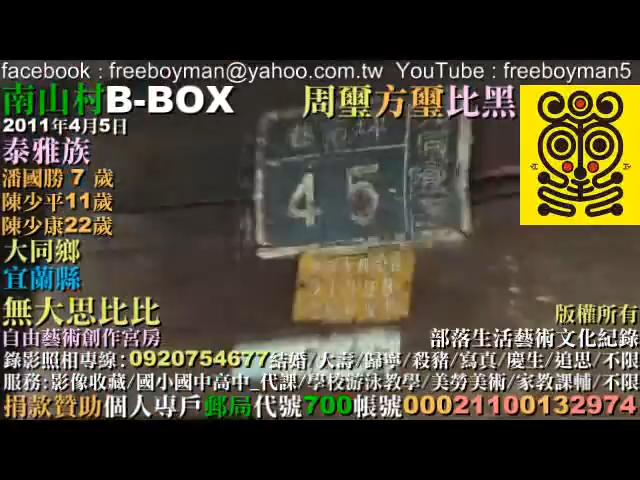 facebook : freeboyman@yahoo.com.tw YouTube : freeboyman5
南山村B-BOX 周璽方璽比黑
2011年4月5日
泰雅族
潘國勝 7 歲
陳少平11歲
陳少康22歲
45
大同鄉
宜蘭縣
無大思比比 版權所有
自由藝術創作宮房 部落生活藝術文化紀錄
錄影照相專線:0920754677結婚/大壽/歸寧/殺豬/寫真/慶生/追思/不限
服務:影像收藏/國小國中高中_代課/學校游泳教學/美勞美術/家教課輔/不限
捐款贊助個人專戶郵局代號700帳號00021100132974